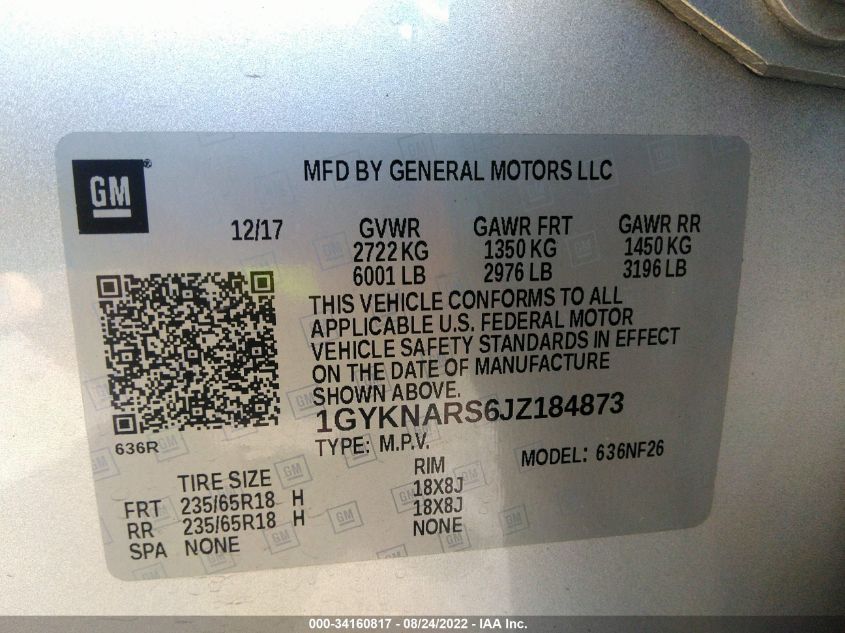 GM
MFD BY GENERAL MOTORS LLC
12/17 GVWR GAWR FRT GAWR RR
2722 KG 1350 KG 1450 KG
6001 LB 2976 LB 3196 LB
THIS VEHICLE CONFORMS TO ALL
APPLICABLE U.S. FEDERAL MOTOR
VEHICLE SAFETY STANDARDS IN EFFECT
ON THE DATE OF MANUFACTURE
SHOWN ABOVE.
1GYKNARS6JZ184873
636R
TYPE: M.P.V. MODEL: 636NF26
TIRE SIZE RIM
FRT 235/65R18 H 18X8J
RR 235/65R18 H 18X8J
SPA NONE NONE
000-34160817 - 08/24/2022 - IAA Inc.